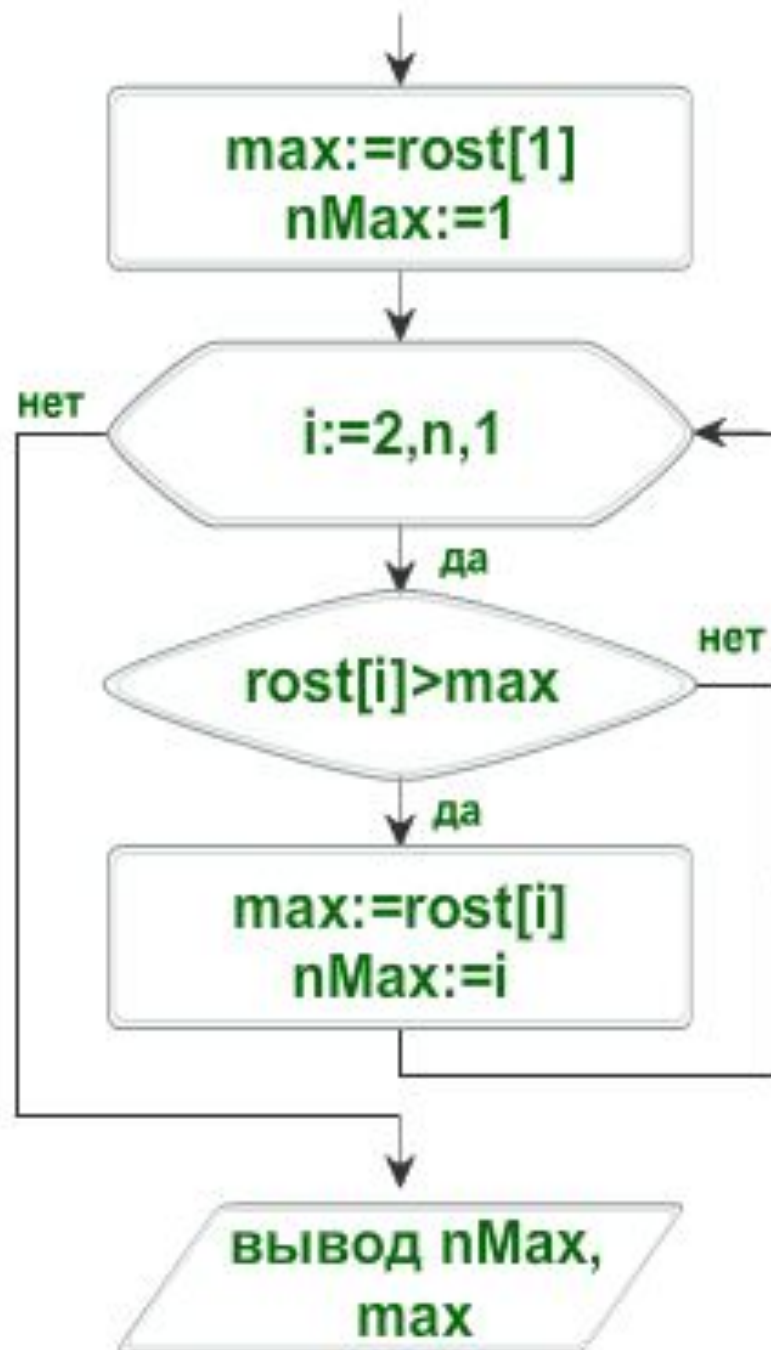 max:=rost[1]
nMax:=1
нет
i:=2,n,1
да
нет
rost[i]>max
да
max:=rost[i]
nMax:=i
вывод nMax,
max